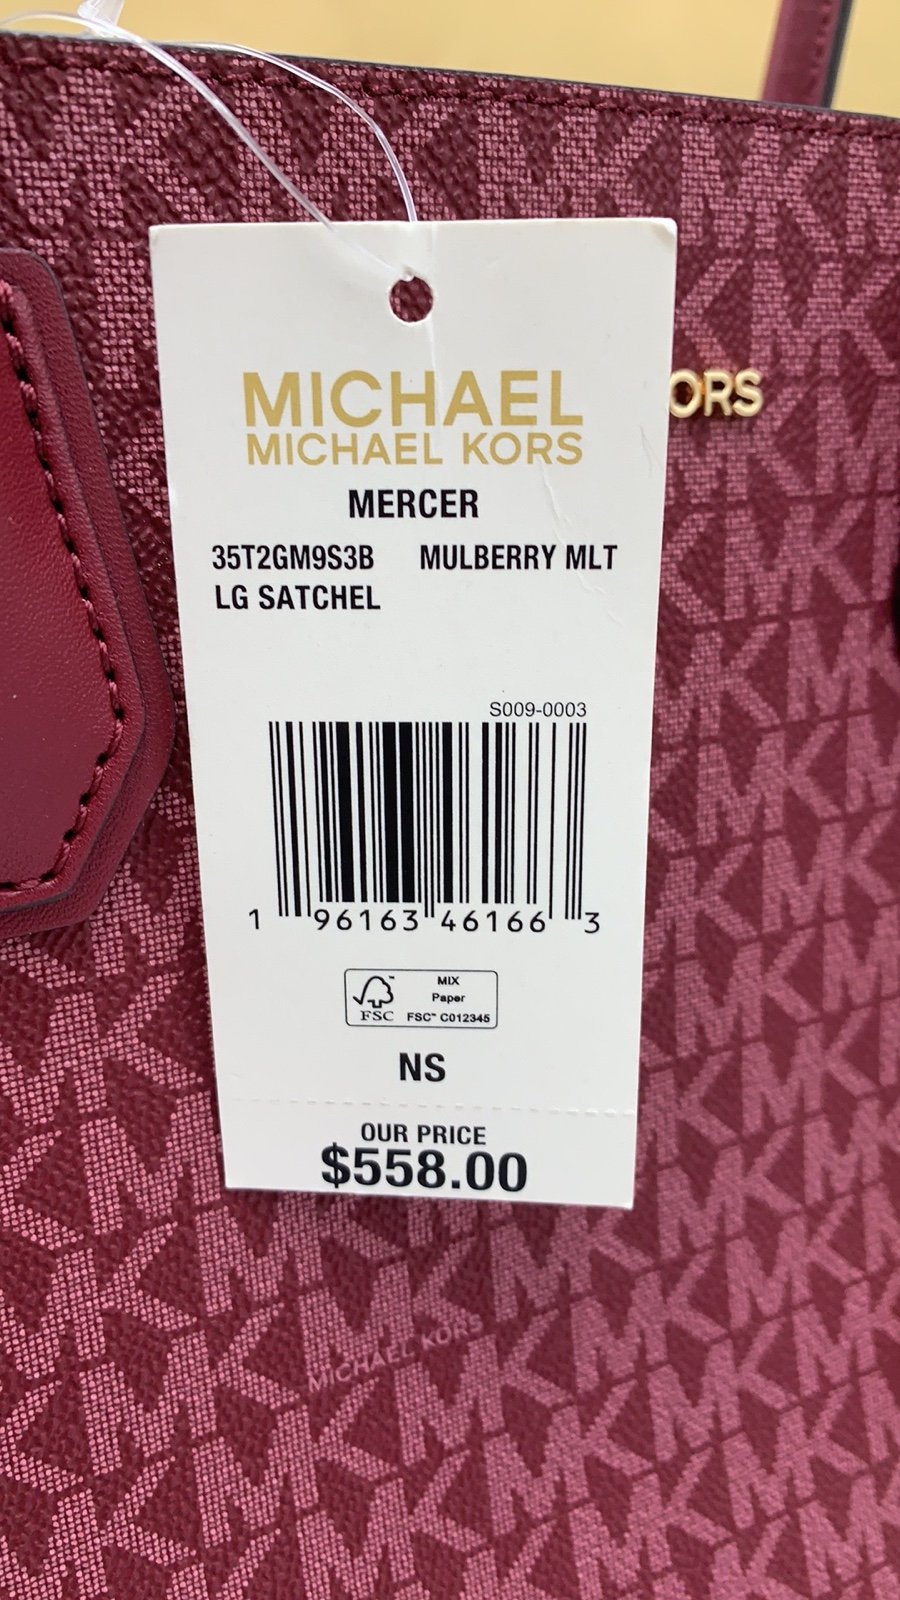 MICHAEL
MICHAEL KORS
ORS
MERCER
35T2GM9S3B MULBERRY MLT
LG SATCHEL
S009-0003
1 96163 46166 3
FSC
MIX
Paper
FSC™ C012345
NS
OUR PRICE
$558.00
MICHAEL KORS